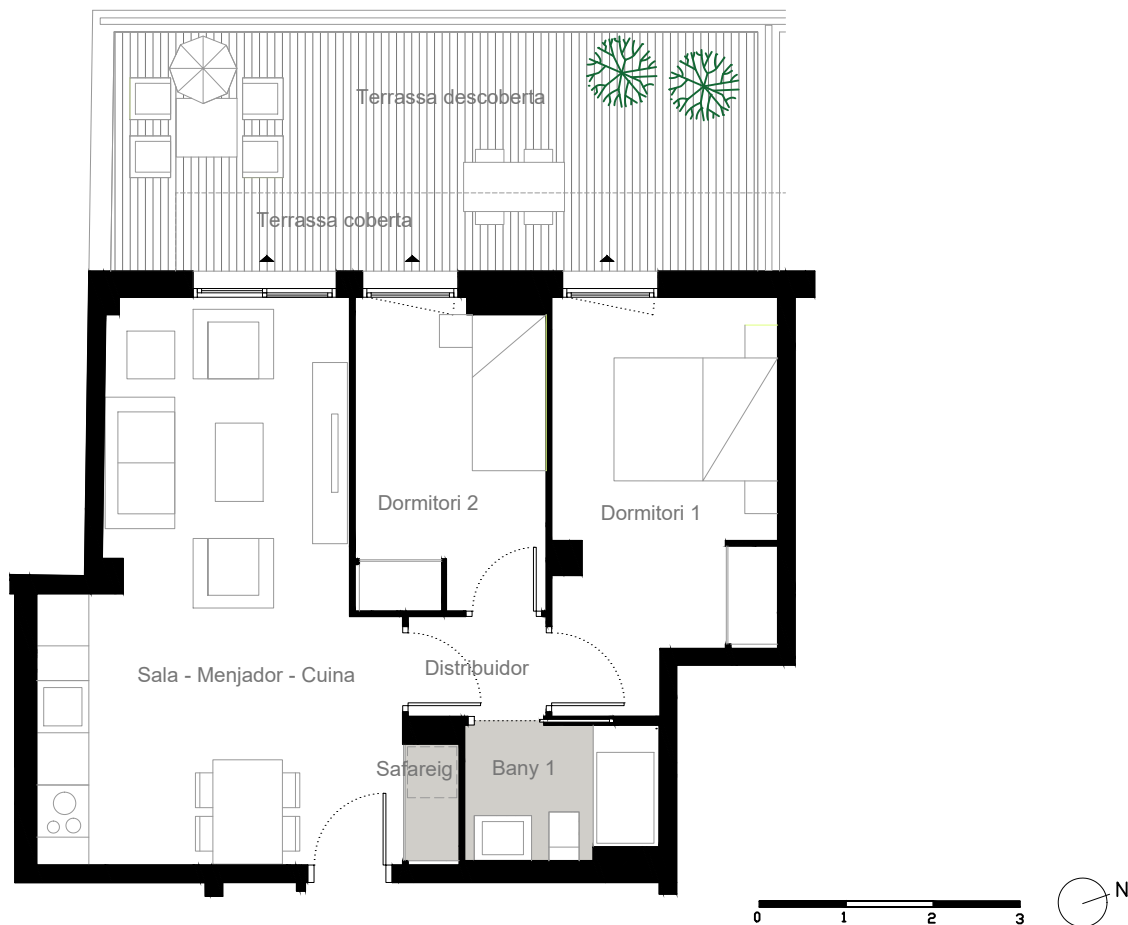 Terrassa descoberta
Terrassa coberta
Dormitori 2
Dormitori 1
Sala - Menjador - Cuina
Distribuidor
Safareig
Bany 1
N
0 1 2 3